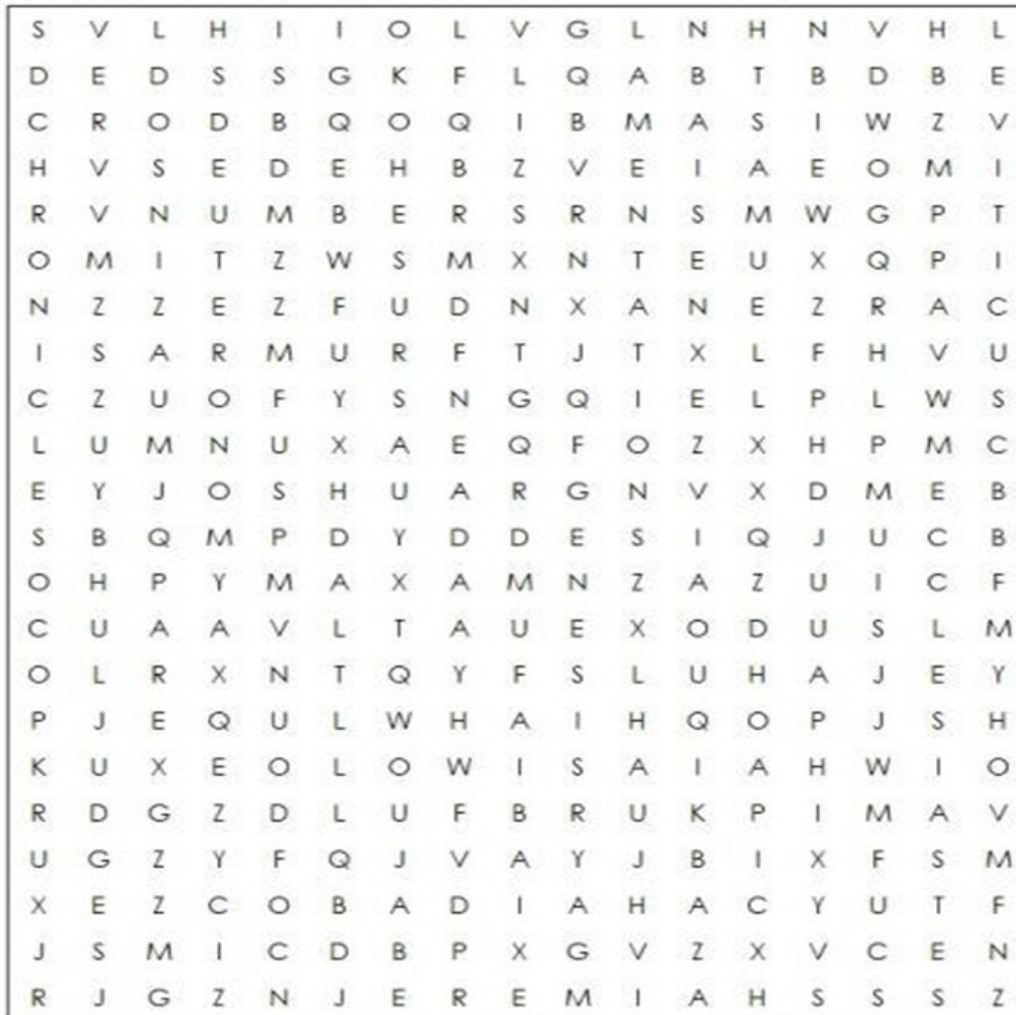 S V L H I I O L V G L N H N V H L
D E D S S G K F L Q A B T B D B E
C R O D B Q O Q I B M A S I W Z V
H V S E D E H B Z V E I A E O M I
R V N U M B E R S R N S M W G P T
O M I T Z W S M X N T E U X Q P I
N Z Z E Z F U D N X A N E Z R A C
I S A R M U R F T J T X L F H V U
C Z U O F Y S N G Q I E L P L W S
L U M N U X A E Q F O Z X H P M C
E Y J O S H U A R G N V X D M E B
S B Q M P D Y D D E S I Q J U C B
O H P Y M A X A M N Z A Z U I C F
C U A A V L T A U E X O D U S L M
O L R X N T Q Y F S L U H A J E Y
P J E Q U L W H A I H Q O P J S H
K U X E O L O W I S A I A H W I O
R D G Z D L U F B R U K P I M A V
U G Z Y F Q J V A Y J B I X F S M
X E Z C O B A D I A H A C Y U T F
J S M I C D B P X G V Z X V C E N
R J G Z N J E R E M I A H S S S Z